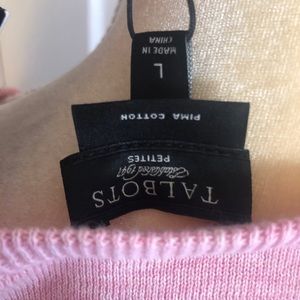 TALBOTS
Established 1947
PETITES
PIMA COTTON
L
MADE IN
CHINA